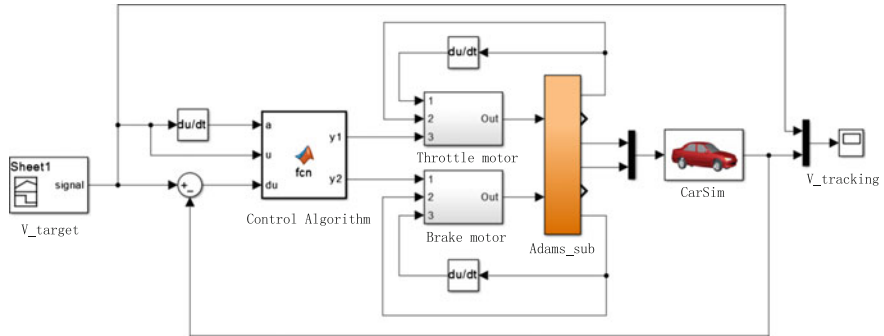 Sheet1
signal
V_target
du/dt
+
-
a
u
du
y1
y2
fcn
Control Algorithm
du/dt
1
2
3
Out
Throttle motor
1
2
3
Out
Brake motor
du/dt
Adams_sub
CarSim
V_tracking